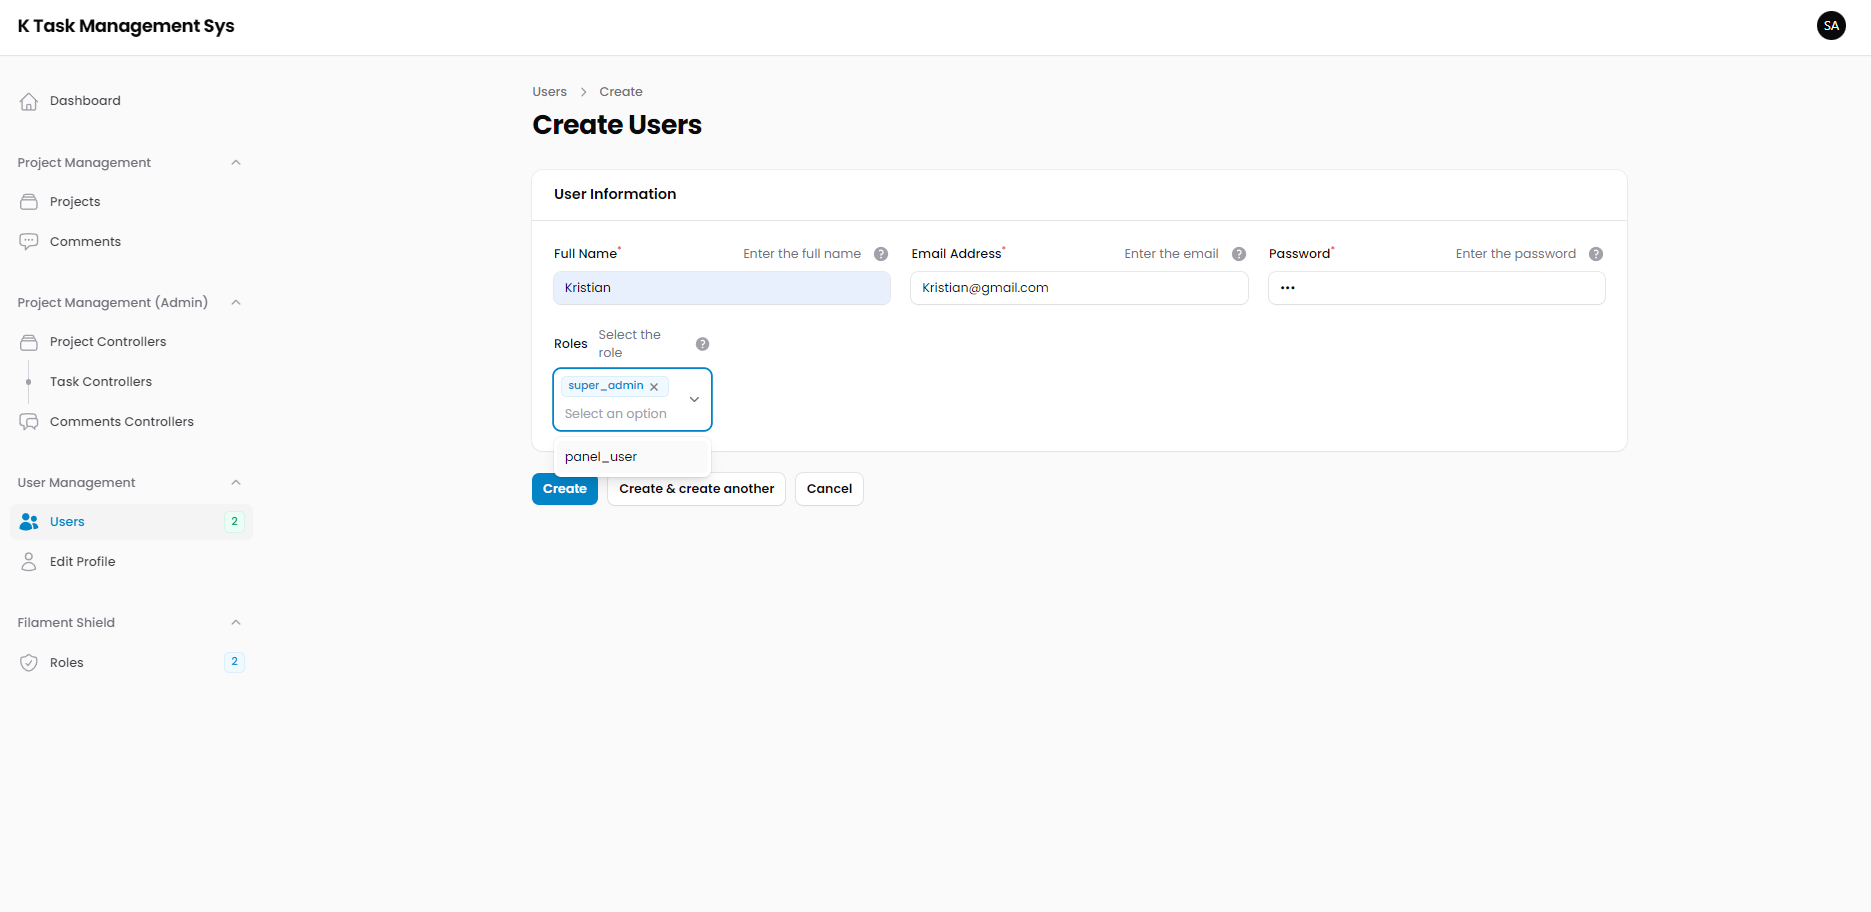 K Task Management Sys
SA
Dashboard
Project Management
Projects
Comments
Project Management (Admin)
Project Controllers
Task Controllers
Comments Controllers
User Management
Users 2
Edit Profile
Filament Shield
Roles 2
Users > Create
Create Users
User Information
Full Name* Enter the full name ?
Kristian
Email Address* Enter the email ?
Kristian@gmail.com
Password* Enter the password ?
•••
Roles Select the role ?
super_admin ×
Select an option
panel_user
Create Create & create another Cancel